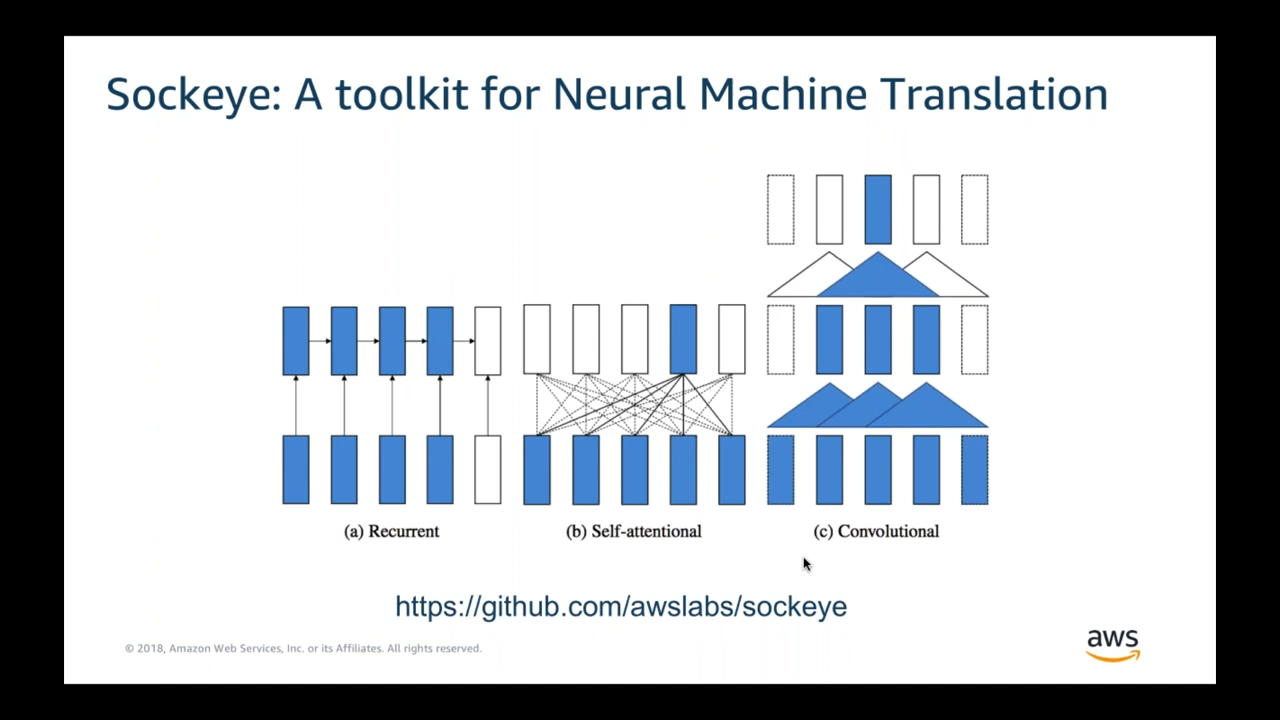 Sockeye: A toolkit for Neural Machine Translation
(a) Recurrent
(b) Self-attentional
(c) Convolutional
https://github.com/awslabs/sockeye
© 2018, Amazon Web Services, Inc. or its Affiliates. All rights reserved.
aws